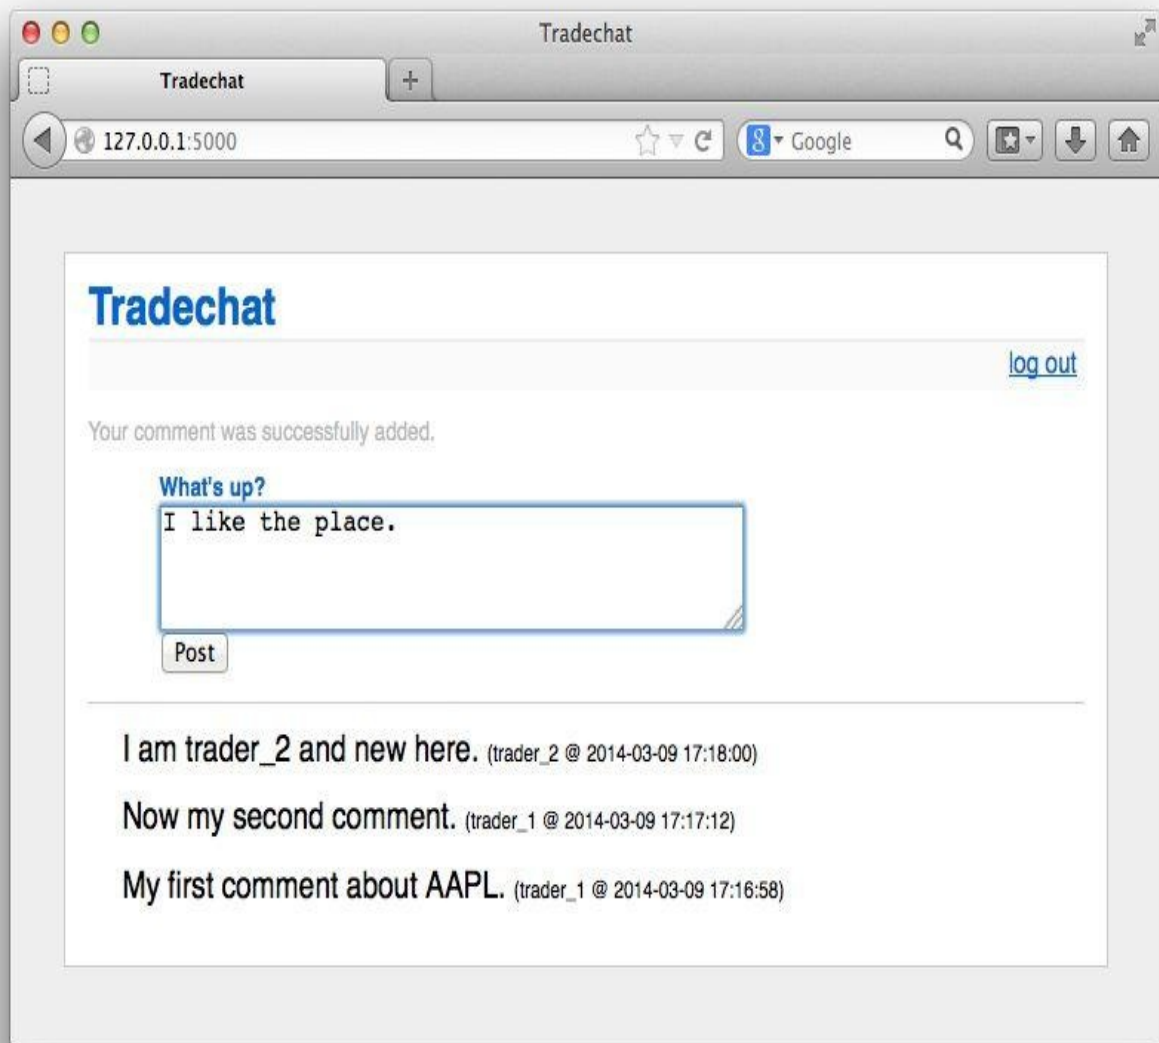 Tradechat
Tradechat
127.0.0.1:5000
Google
Tradechat
log out
Your comment was successfully added.
What's up?
I like the place.
Post
I am trader_2 and new here. (trader_2 @ 2014-03-09 17:18:00)
Now my second comment. (trader_1 @ 2014-03-09 17:17:12)
My first comment about AAPL. (trader_1 @ 2014-03-09 17:16:58)